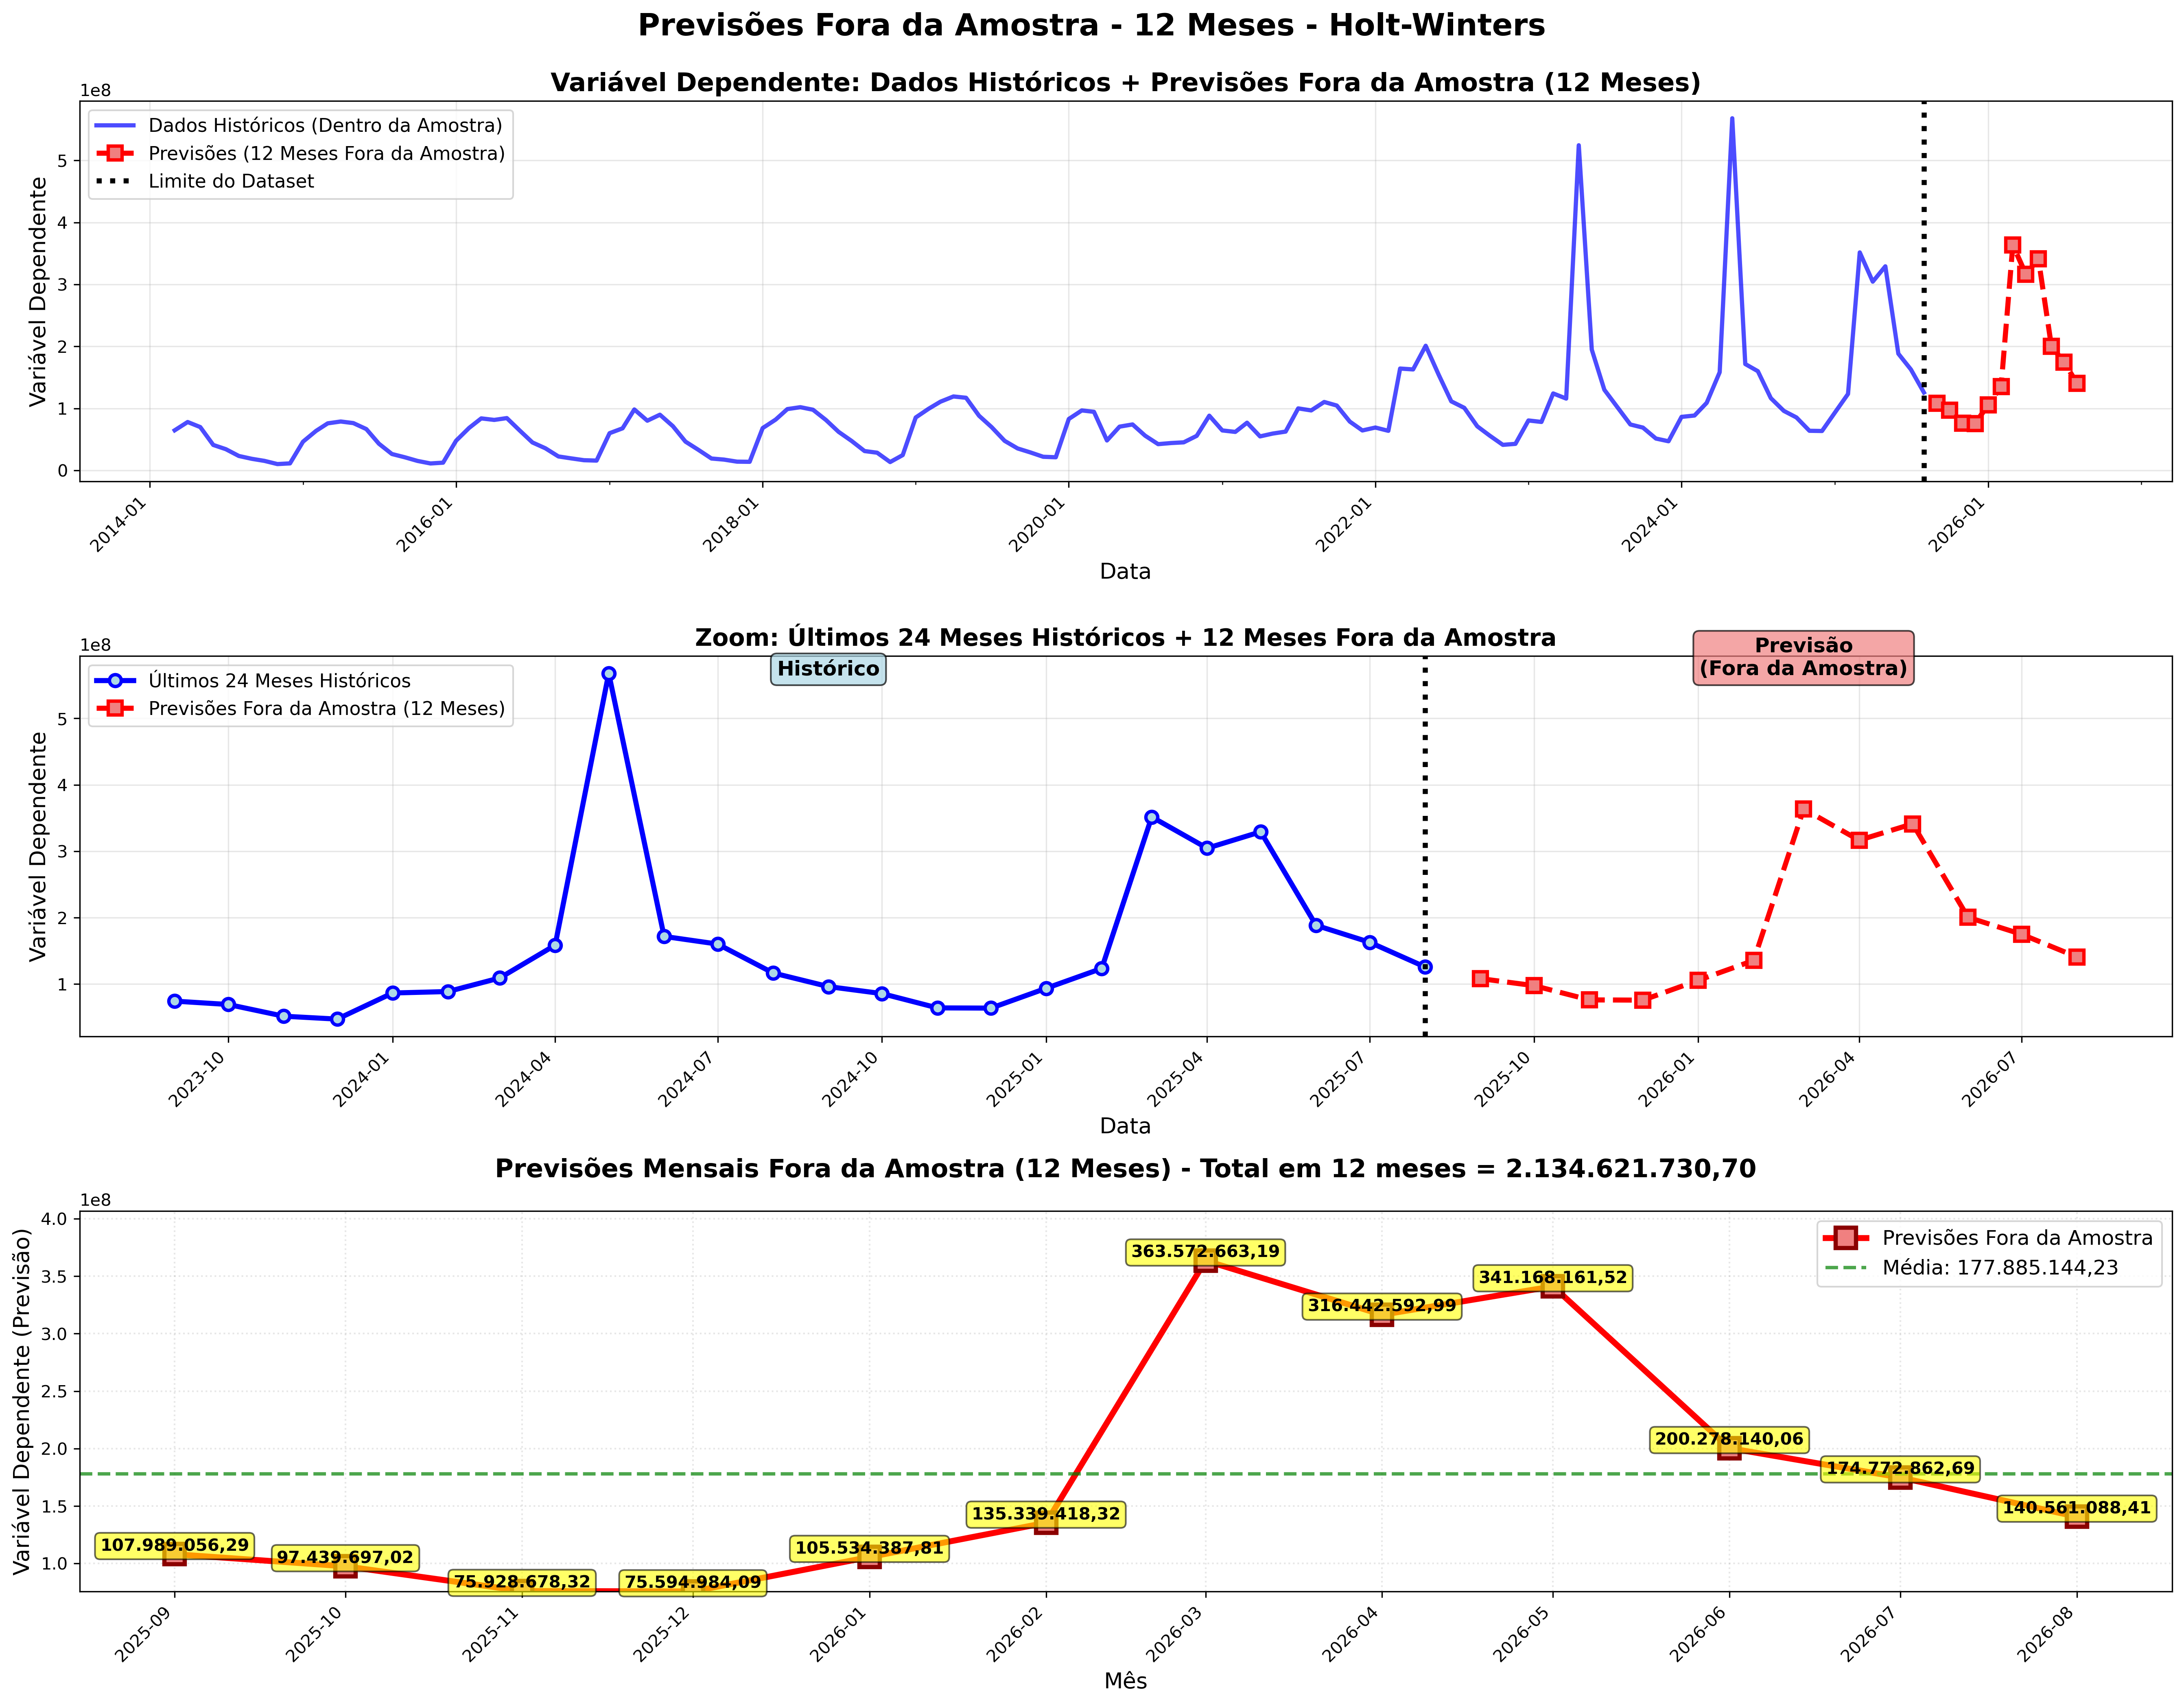 Previsões Fora da Amostra - 12 Meses - Holt-Winters
Variável Dependente: Dados Históricos + Previsões Fora da Amostra (12 Meses)
1e8
Dados Históricos (Dentro da Amostra)
Previsões (12 Meses Fora da Amostra)
Limite do Dataset
Variável Dependente
5
4
3
2
1
0
2014-01
2016-01
2018-01
2020-01
2022-01
2024-01
2026-01
Data
Zoom: Últimos 24 Meses Históricos + 12 Meses Fora da Amostra
1e8
Histórico
Previsão
(Fora da Amostra)
Últimos 24 Meses Históricos
Previsões Fora da Amostra (12 Meses)
Variável Dependente
5
4
3
2
1
2023-10
2024-01
2024-04
2024-07
2024-10
2025-01
2025-04
2025-07
2025-10
2026-01
2026-04
2026-07
Data
Previsões Mensais Fora da Amostra (12 Meses) - Total em 12 meses = 2.134.621.730,70
1e8
Previsões Fora da Amostra
Média: 177.885.144,23
Variável Dependente (Previsão)
4.0
3.5
3.0
2.5
2.0
1.5
1.0
107.989.056,29
97.439.697,02
75.928.678,32
75.594.984,09
105.534.387,81
135.339.418,32
363.572.663,19
316.442.592,99
341.168.161,52
200.278.140,06
174.772.862,69
140.561.088,41
2025-09
2025-10
2025-11
2025-12
2026-01
2026-02
2026-03
2026-04
2026-05
2026-06
2026-07
2026-08
Mês